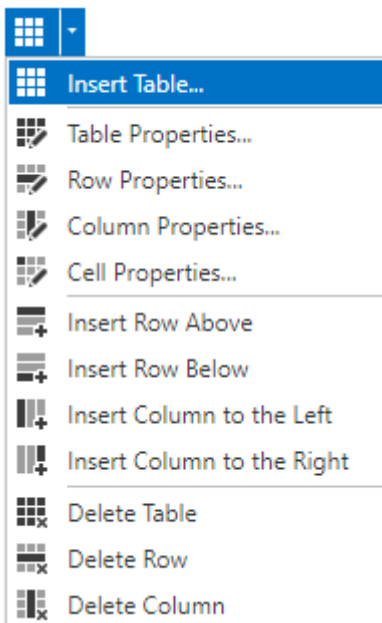 Insert Table...
Table Properties...
Row Properties...
Column Properties...
Cell Properties...
Insert Row Above
Insert Row Below
Insert Column to the Left
Insert Column to the Right
Delete Table
Delete Row
Delete Column